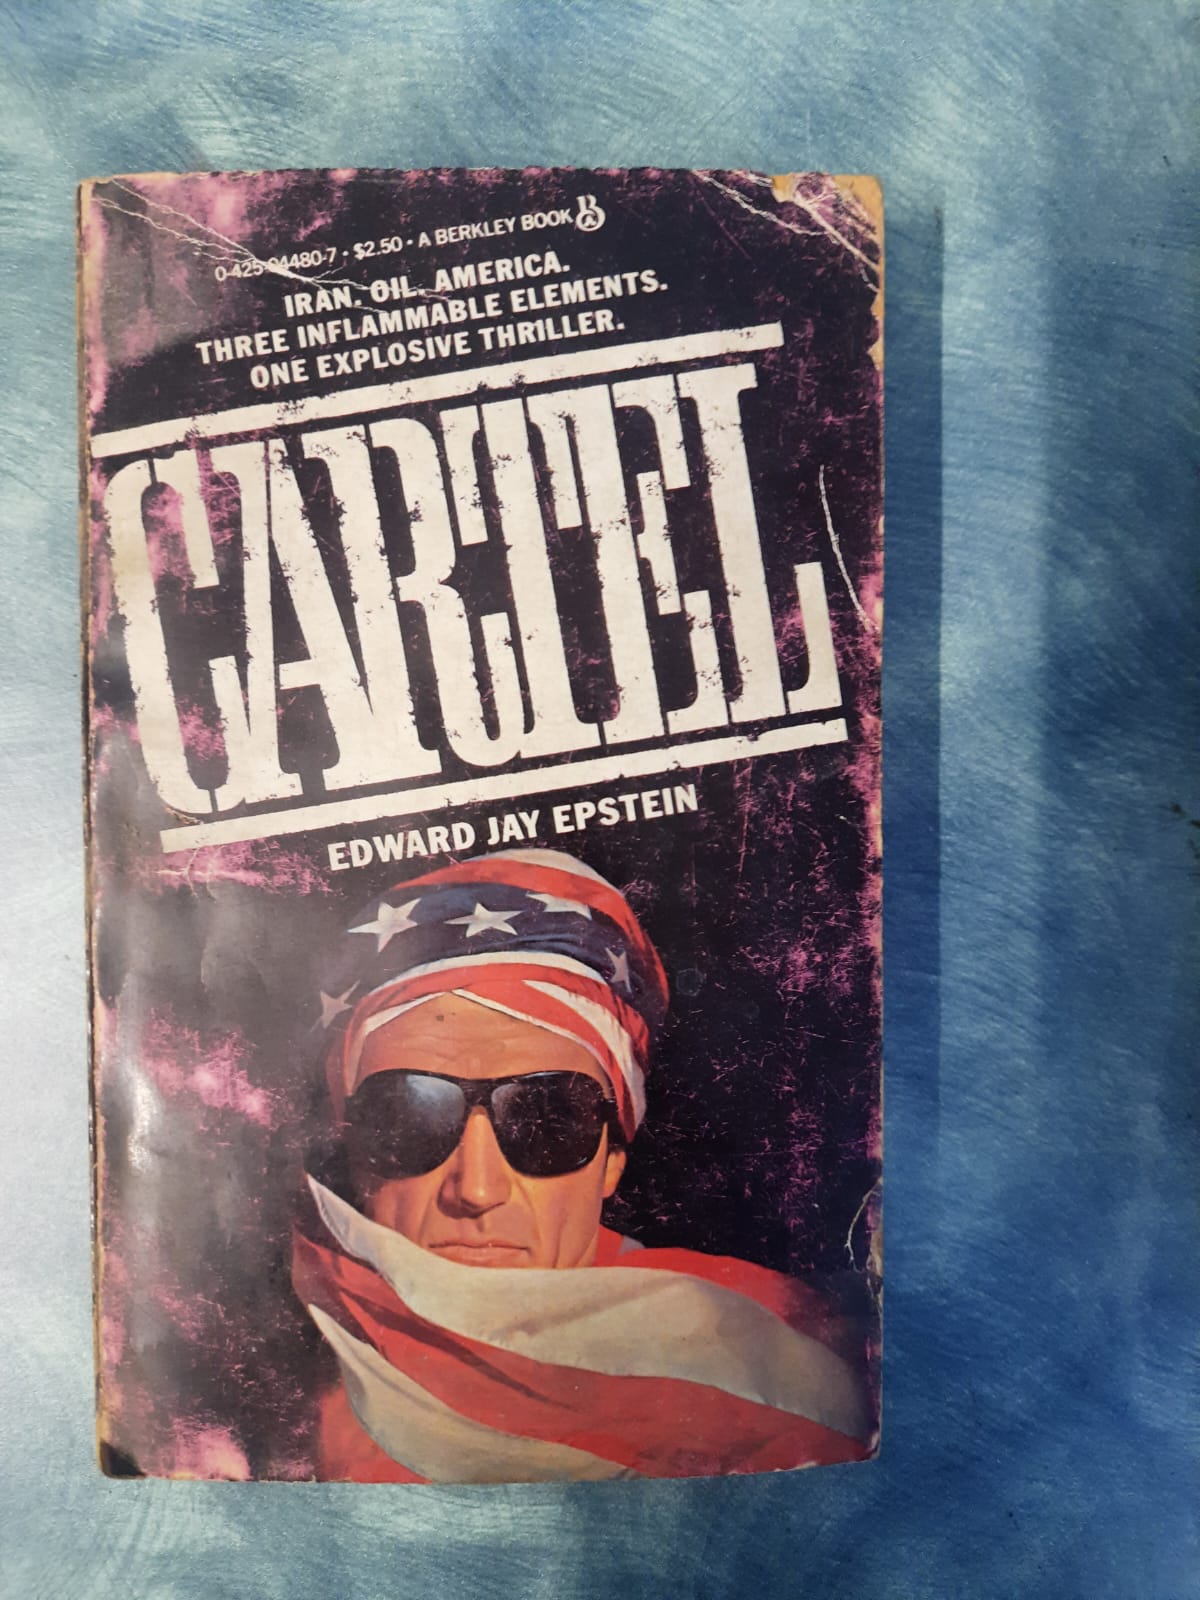 0-425-04480-7 · $2.50 · A BERKLEY BOOK
IRAN. OIL. AMERICA.
THREE INFLAMMABLE ELEMENTS.
ONE EXPLOSIVE THRILLER.
CARTEL
EDWARD JAY EPSTEIN